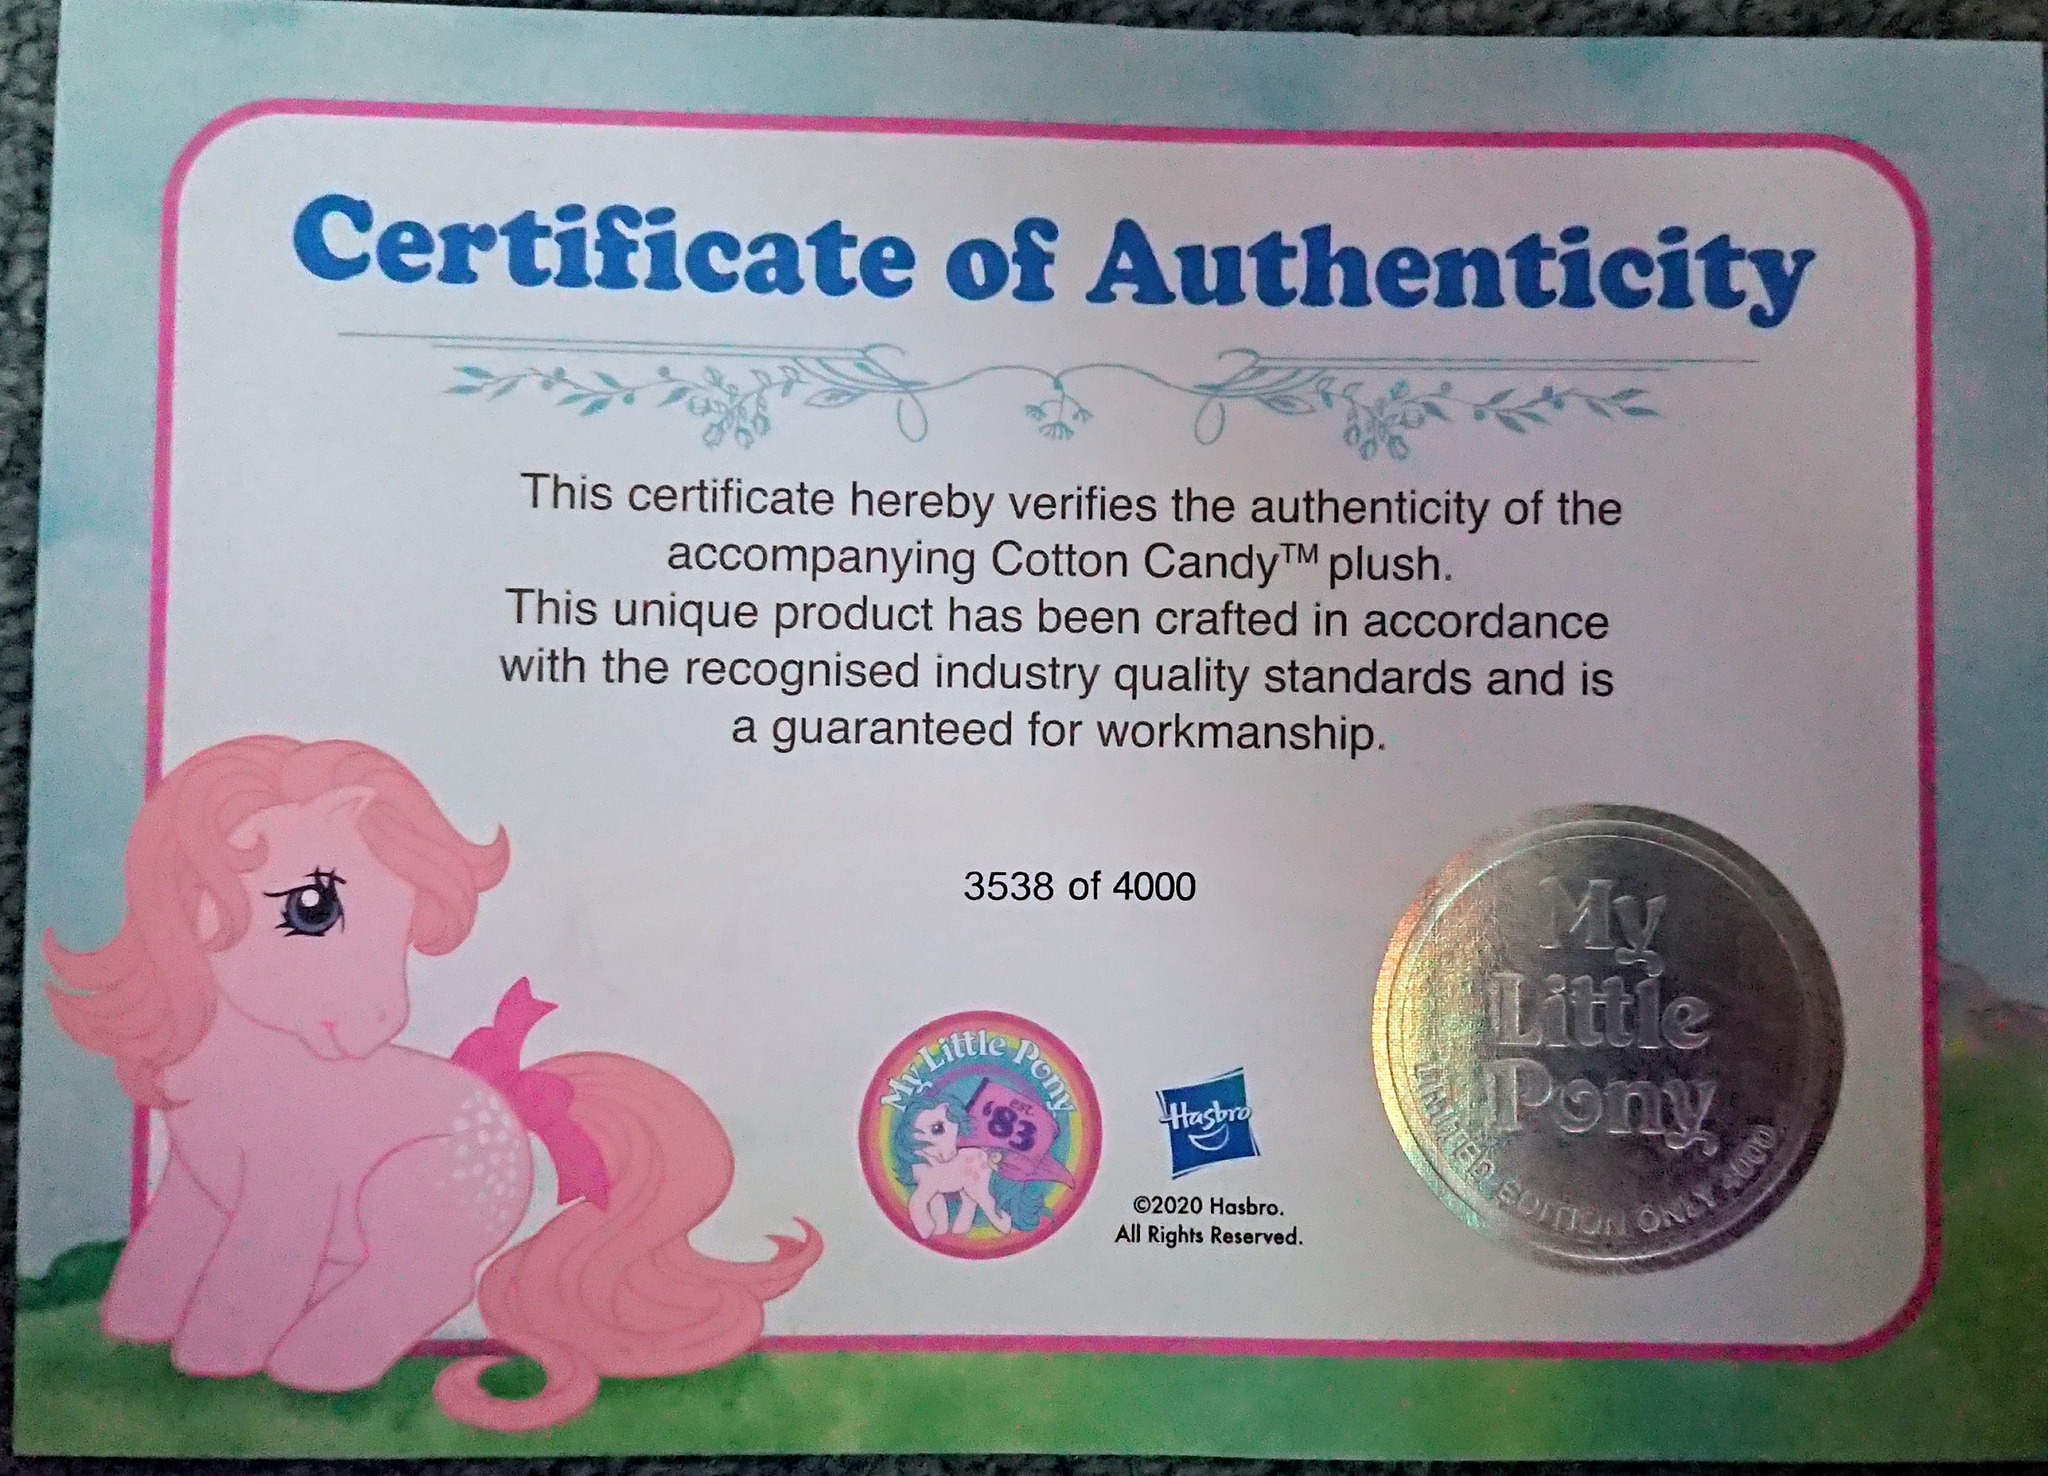 Certificate of Authenticity
This certificate hereby verifies the authenticity of the
accompanying Cotton Candy™ plush.
This unique product has been crafted in accordance
with the recognised industry quality standards and is
a guaranteed for workmanship.
3538 of 4000
My Little Pony
est.
'83
Hasbro
©2020 Hasbro.
All Rights Reserved.
My
Little
Pony
LIMITED EDITION ONLY 4000